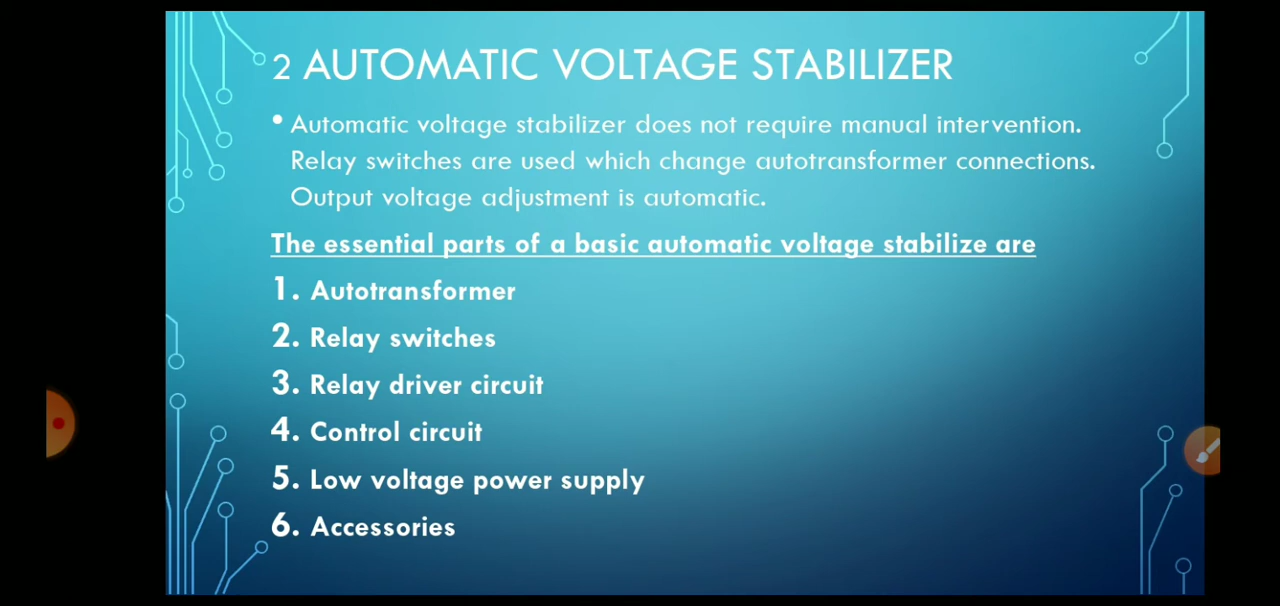 2 AUTOMATIC VOLTAGE STABILIZER
• Automatic voltage stabilizer does not require manual intervention.
Relay switches are used which change autotransformer connections.
Output voltage adjustment is automatic.
The essential parts of a basic automatic voltage stabilize are
1. Autotransformer
2. Relay switches
3. Relay driver circuit
4. Control circuit
5. Low voltage power supply
6. Accessories